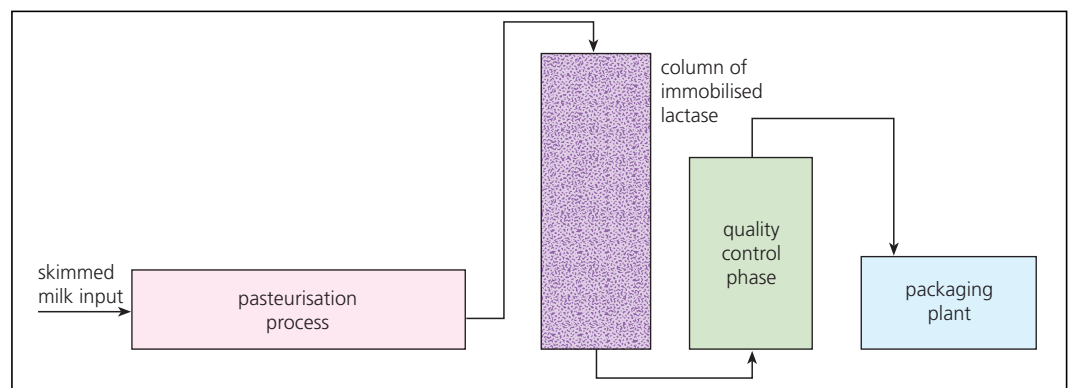 skimmed
milk input
pasteurisation
process
column of
immobilised
lactase
quality
control
phase
packaging
plant